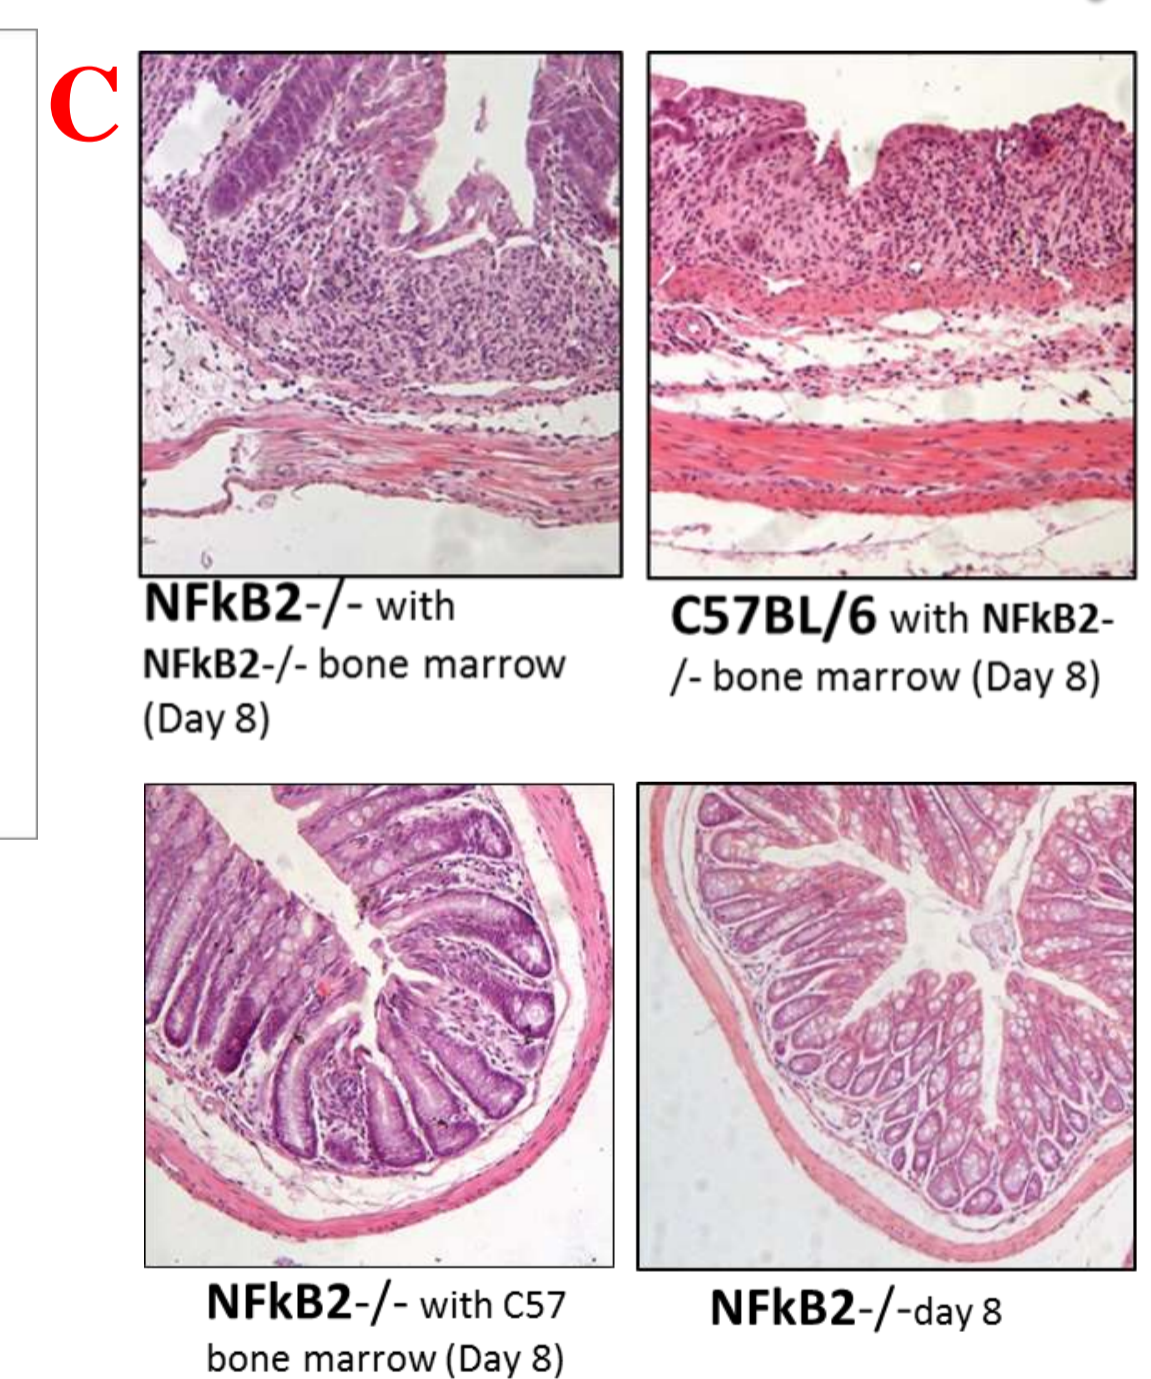 C
NFkB2-/- with
NFkB2-/- bone marrow
(Day 8)
C57BL/6 with NFkB2-
/- bone marrow (Day 8)
NFkB2-/- with C57
bone marrow (Day 8)
NFkB2-/-day 8